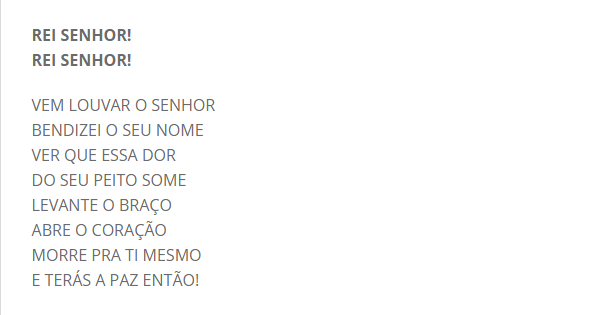 REI SENHOR!
REI SENHOR!
VEM LOUVAR O SENHOR
BENDIZEI O SEU NOME
VER QUE ESSA DOR
DO SEU PEITO SOME
LEVANTE O BRAÇO
ABRE O CORAÇÃO
MORRE PRA TI MESMO
E TERÁS A PAZ ENTÃO!